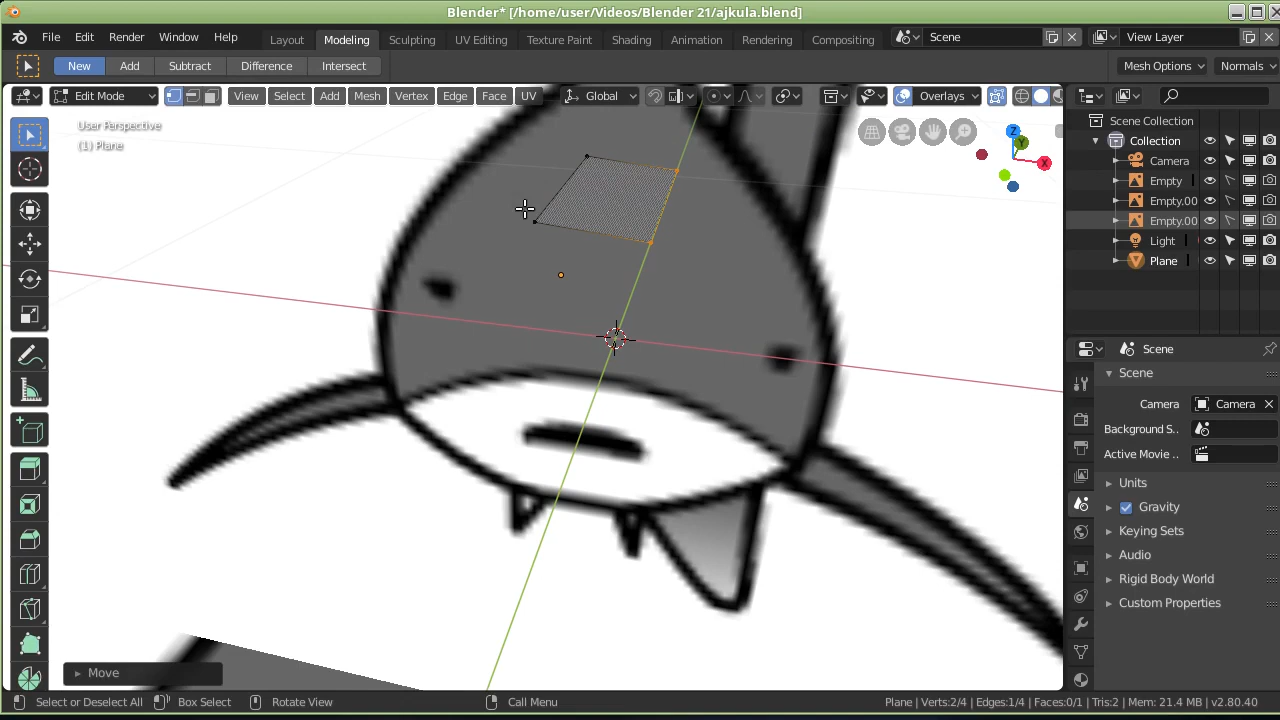 Blender* [/home/user/Videos/Blender 21/ajkula.blend]
File Edit Render Window Help Layout Modeling Sculpting UV Editing Texture Paint Shading Animation Rendering Compositing Scene View Layer
New Add Subtract Difference Intersect Mesh Options Normals
Edit Mode View Select Add Mesh Vertex Edge Face UV Global Overlays
User Perspective
(1) Plane
Z
Y
X
Scene Collection
Collection
Camera
Empty
Empty.00
Empty.00
Light
Plane
Scene
Scene
Camera Camera
Background S..
Active Movie ..
Units
Gravity
Keying Sets
Audio
Rigid Body World
Custom Properties
Move
Select or Deselect All Box Select Rotate View Call Menu Plane | Verts:2/4 | Edges:1/4 | Faces:0/1 | Tris:2 | Mem: 21.4 MB | v2.80.40